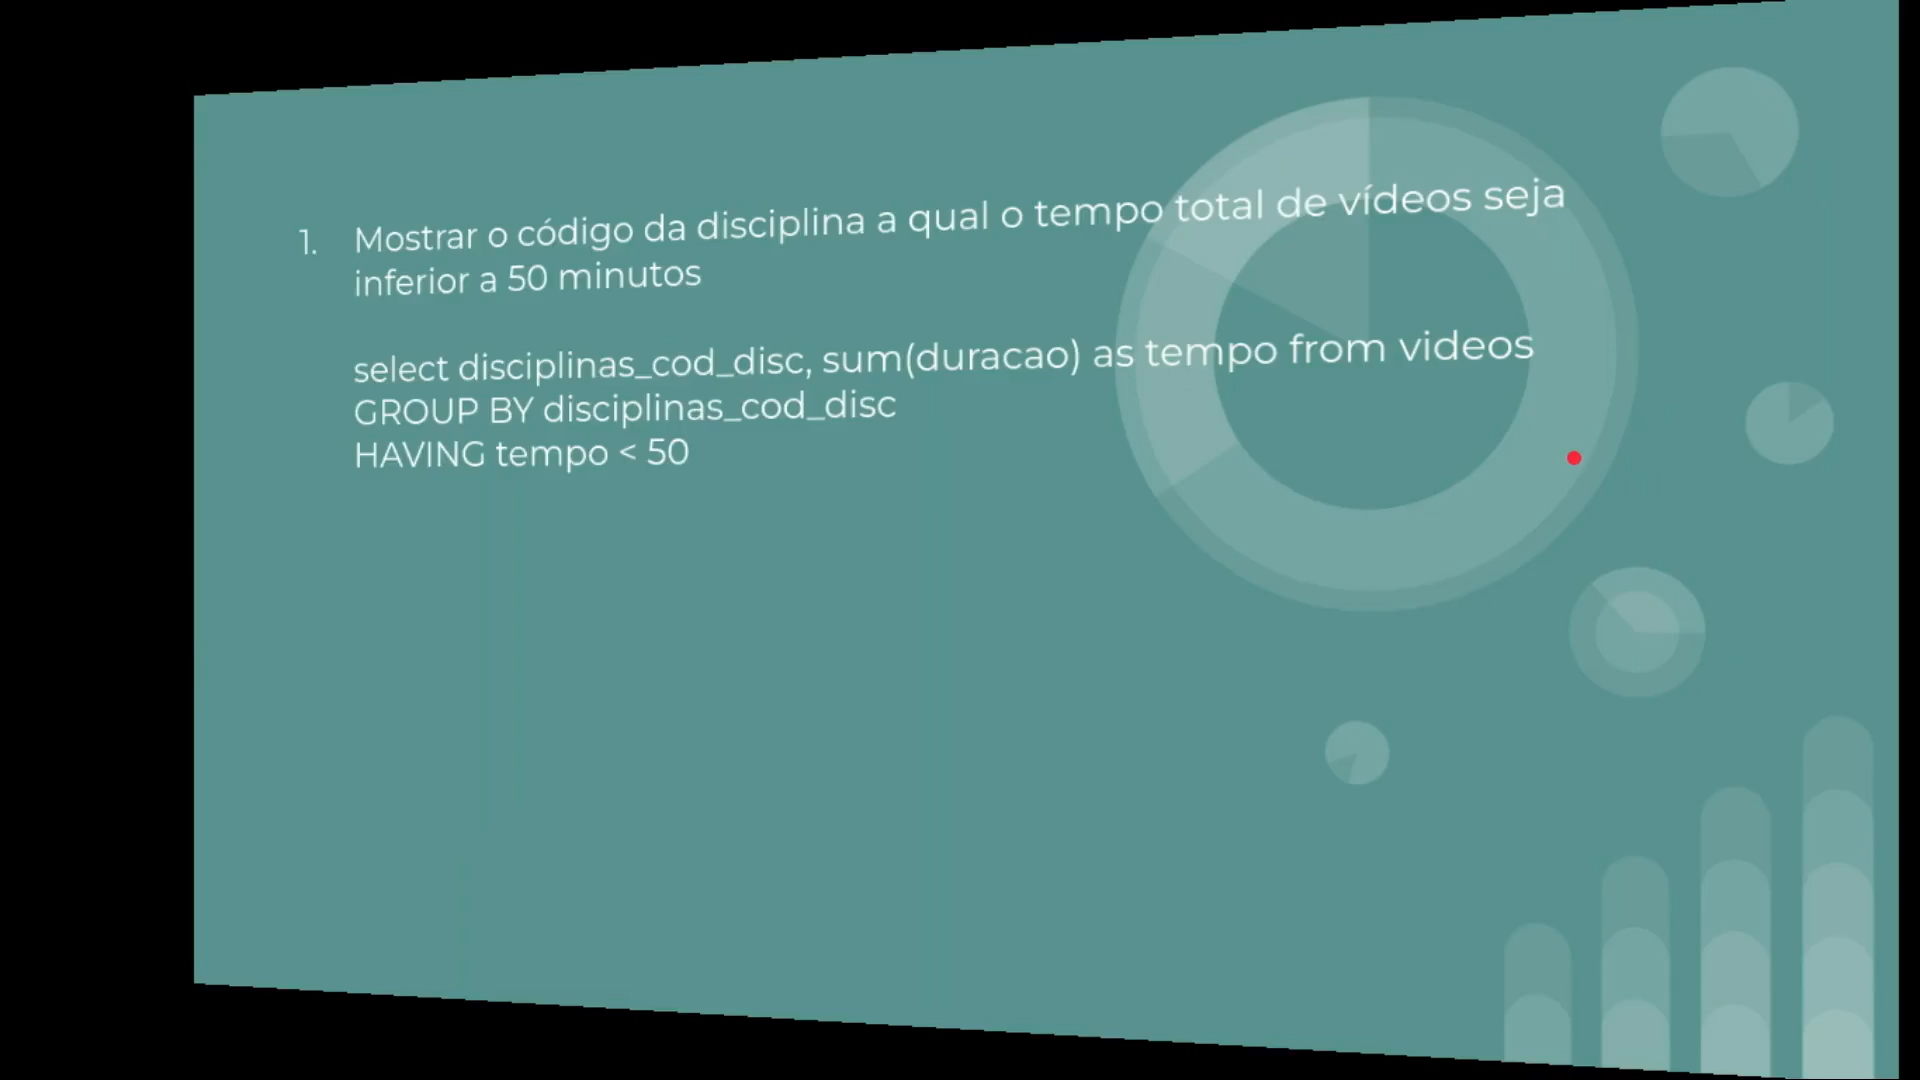 1. Mostrar o código da disciplina a qual o tempo total de vídeos seja
inferior a 50 minutos
select disciplinas_cod_disc, sum(duracao) as tempo from videos
GROUP BY disciplinas_cod_disc
HAVING tempo < 50